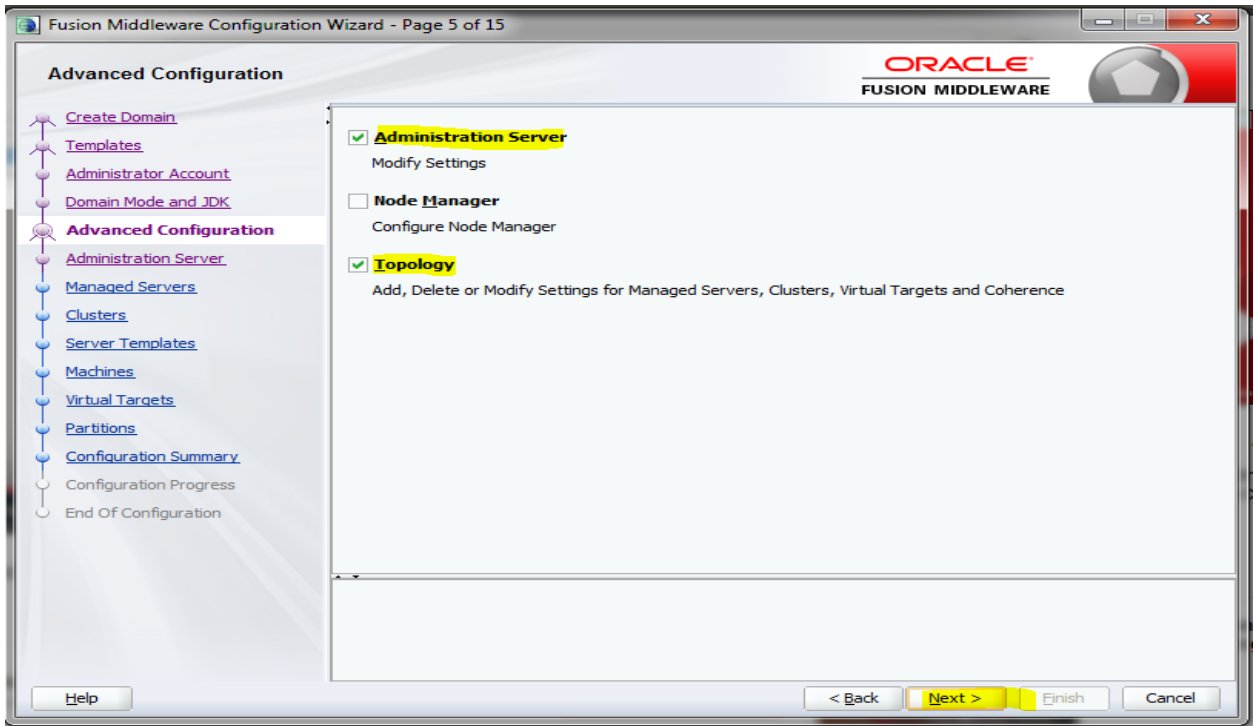 Fusion Middleware Configuration Wizard - Page 5 of 15
Advanced Configuration
ORACLE
FUSION MIDDLEWARE
Create Domain
Templates
Administrator Account
Domain Mode and JDK
Advanced Configuration
Administration Server
Managed Servers
Clusters
Server Templates
Machines
Virtual Targets
Partitions
Configuration Summary
Configuration Progress
End Of Configuration
Administration Server
Modify Settings
Node Manager
Configure Node Manager
Topology
Add, Delete or Modify Settings for Managed Servers, Clusters, Virtual Targets and Coherence
Help
< Back
Next >
Finish
Cancel